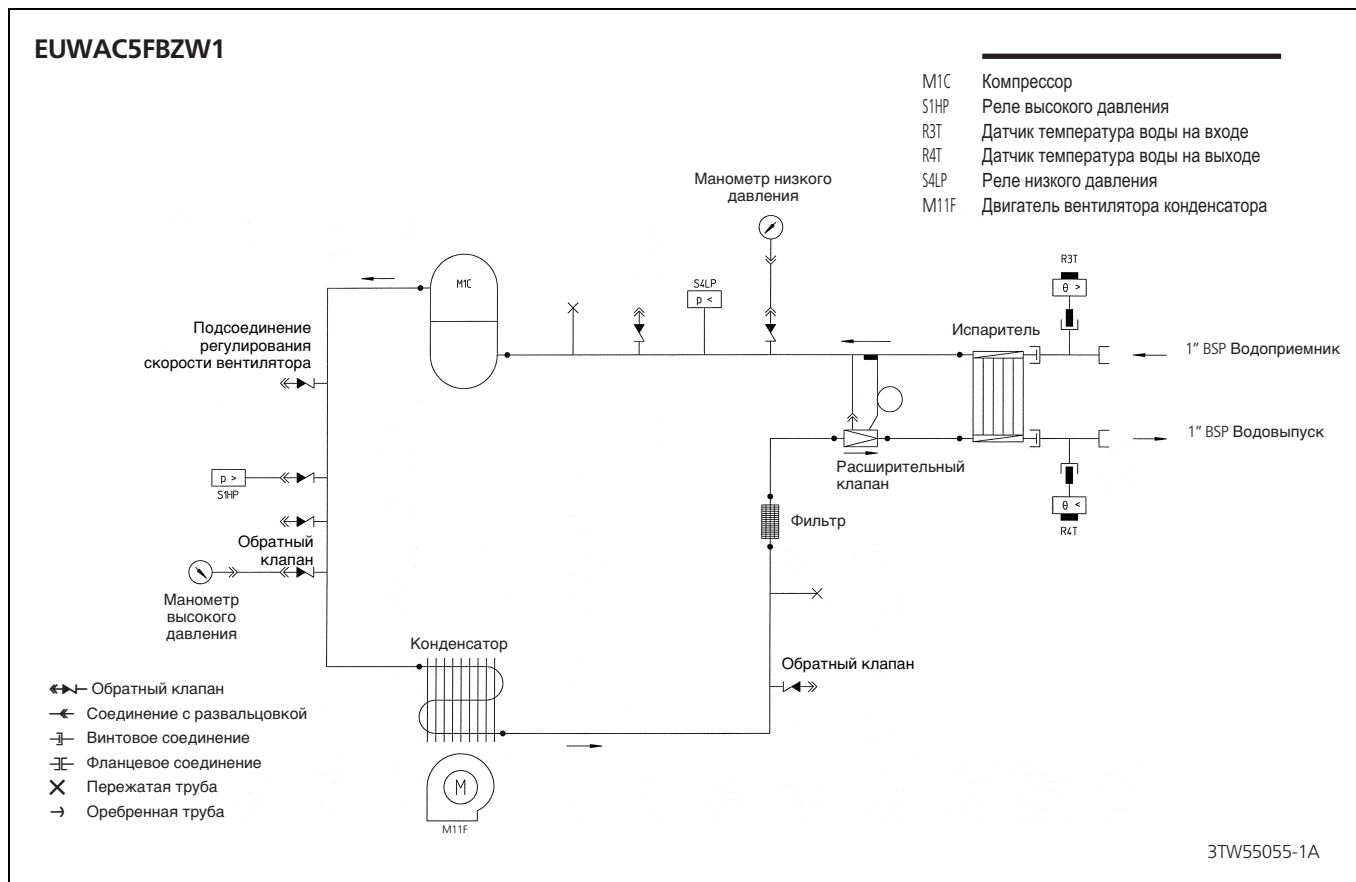 EUWAC5FBZW1
M1C Компрессор
S1HP Реле высокого давления
R3T Датчик температура воды на входе
R4T Датчик температура воды на выходе
S4LP Реле низкого давления
M11F Двигатель вентилятора конденсатора
Манометр низкого
давления
R3T
θ >
M1C
S4LP
p <
Подсоединение
регулирования
скорости вентилятора
Испаритель
1” BSP Водоприемник
1” BSP Водовыпуск
Расширительный
клапан
p >
S1HP
θ <
R4T
Фильтр
Обратный
клапан
Манометр
высокого
давления
Конденсатор
Обратный клапан
Обратный клапан
Соединение с развальцовкой
Винтовое соединение
Фланцевое соединение
Пережатая труба
Оребренная труба
M
M11F
3TW55055-1A